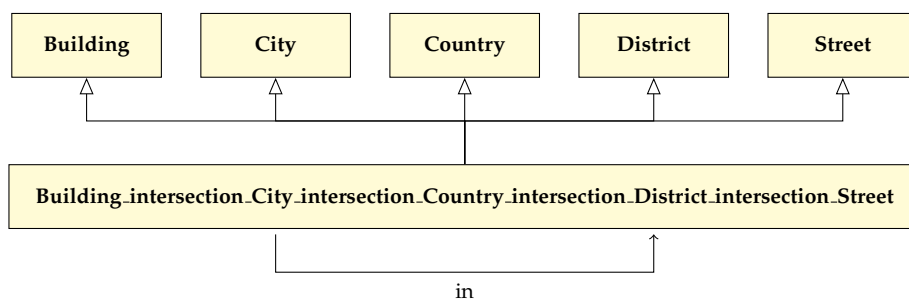 Building City Country District Street
Building_intersection_City_intersection_Country_intersection_District_intersection_Street
in